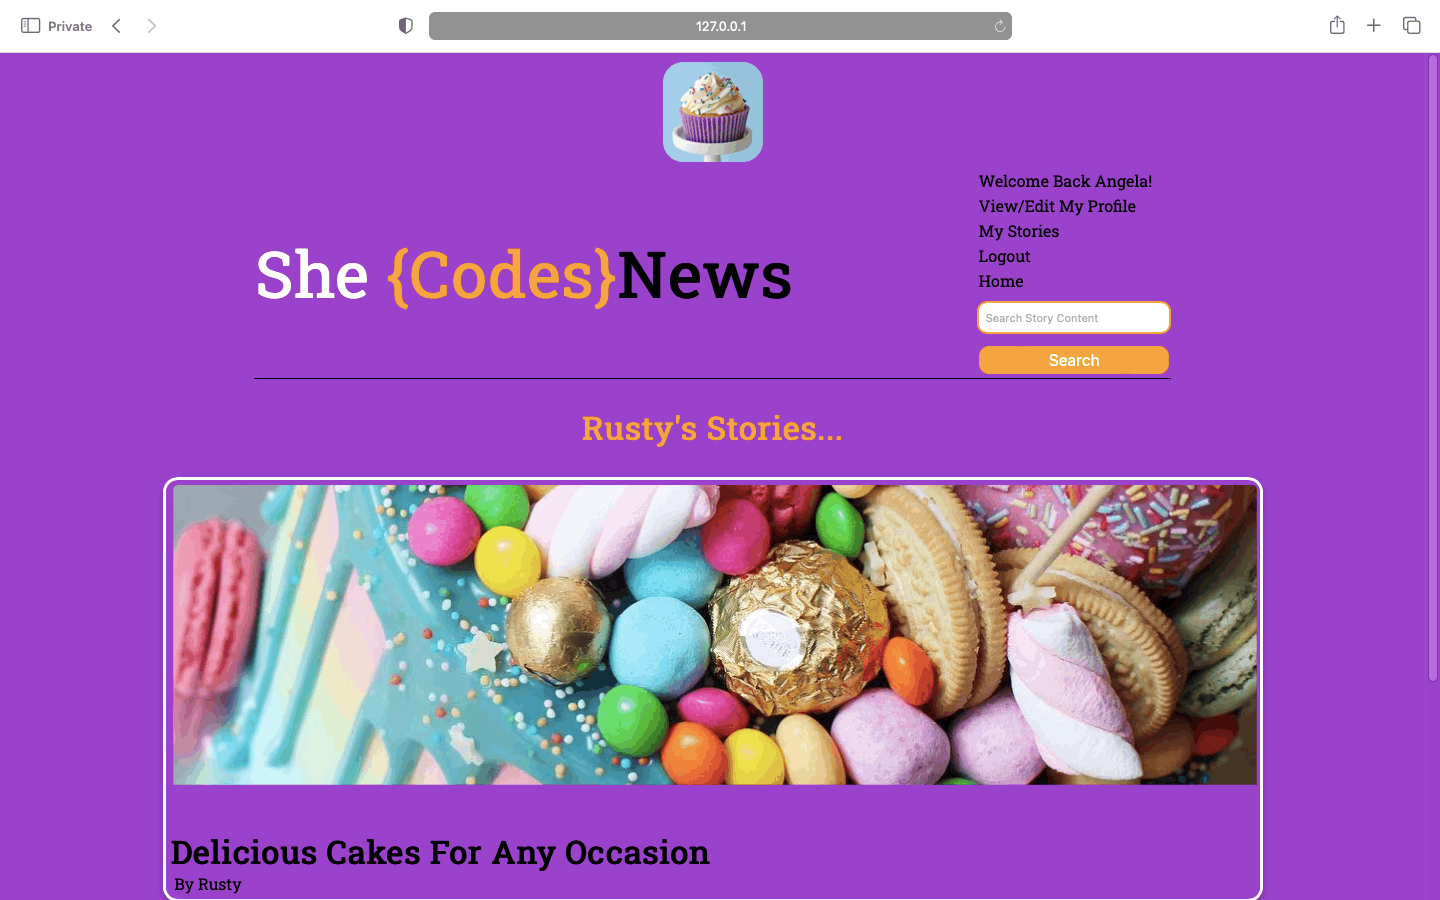 Private
127.0.0.1
Welcome Back Angela!
View/Edit My Profile
My Stories
Logout
Home
She {Codes}News
Search Story Content
Search
Rusty's Stories...
Delicious Cakes For Any Occasion
By Rusty